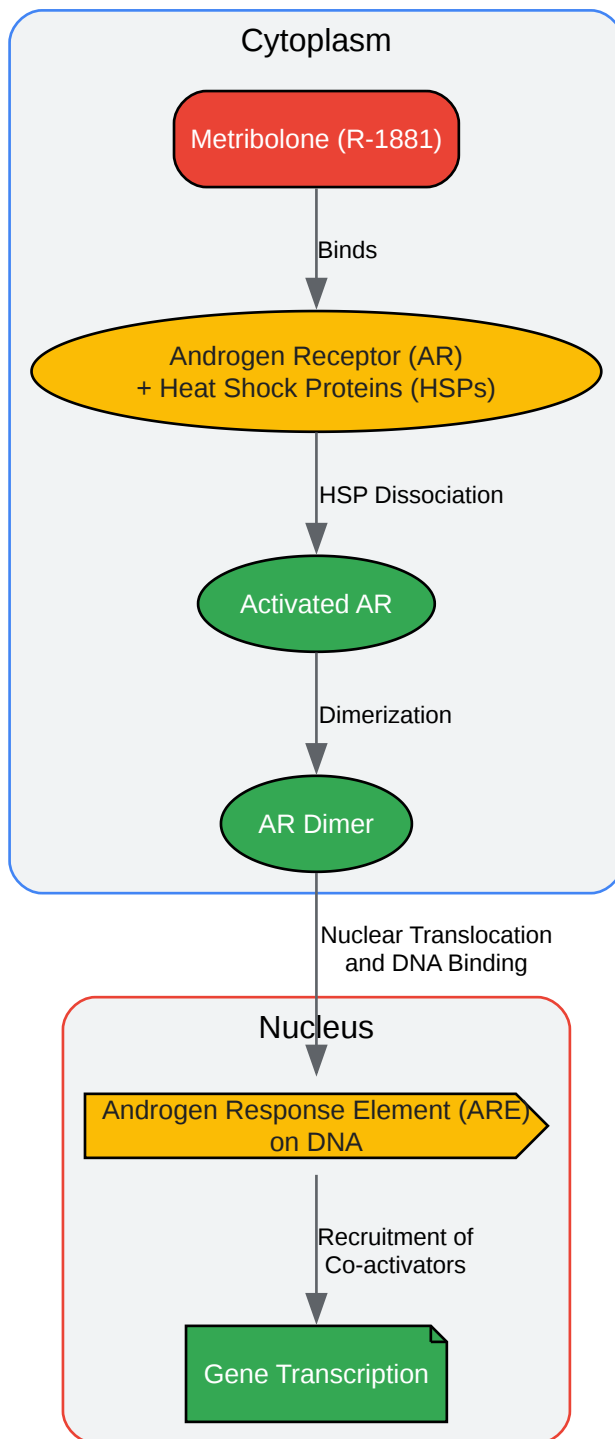 Cytoplasm
Metribolone (R-1881)
Binds
Androgen Receptor (AR)
+ Heat Shock Proteins (HSPs)
HSP Dissociation
Activated AR
Dimerization
AR Dimer
Nuclear Translocation
and DNA Binding
Nucleus
Androgen Response Element (ARE)
on DNA
Recruitment of
Co-activators
Gene Transcription